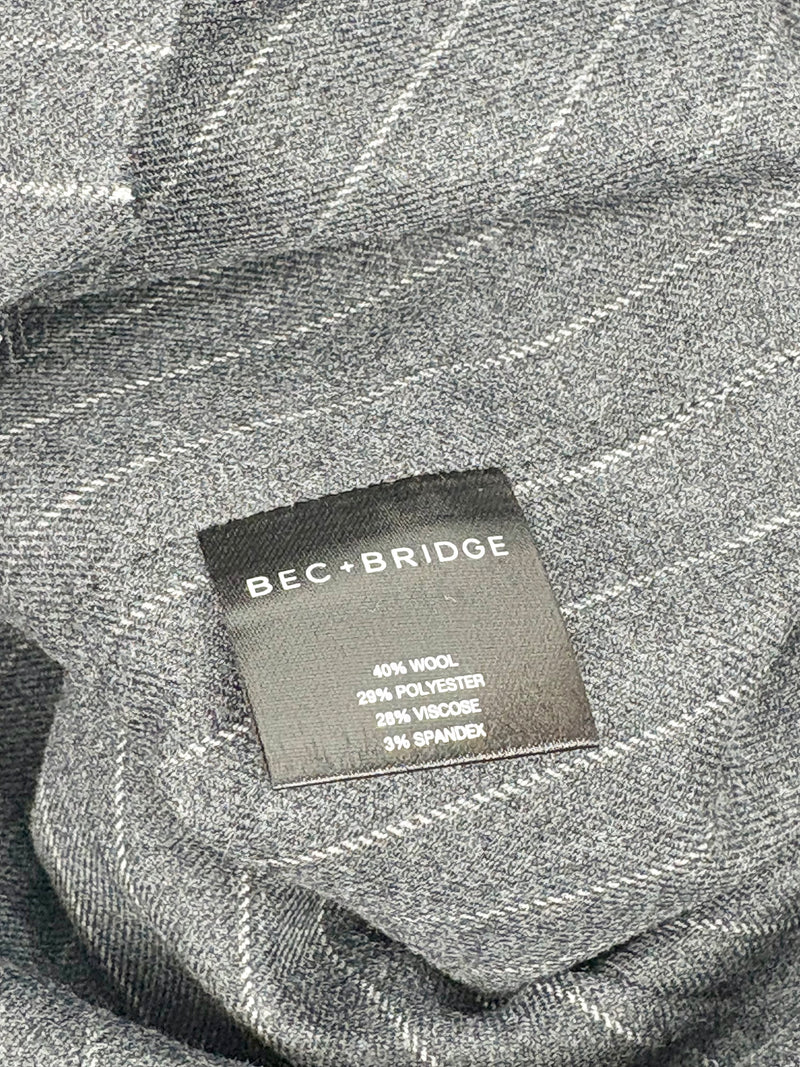 BEC + BRIDGE
40% WOOL
29% POLYESTER
28% VISCOSE
3% SPANDEX